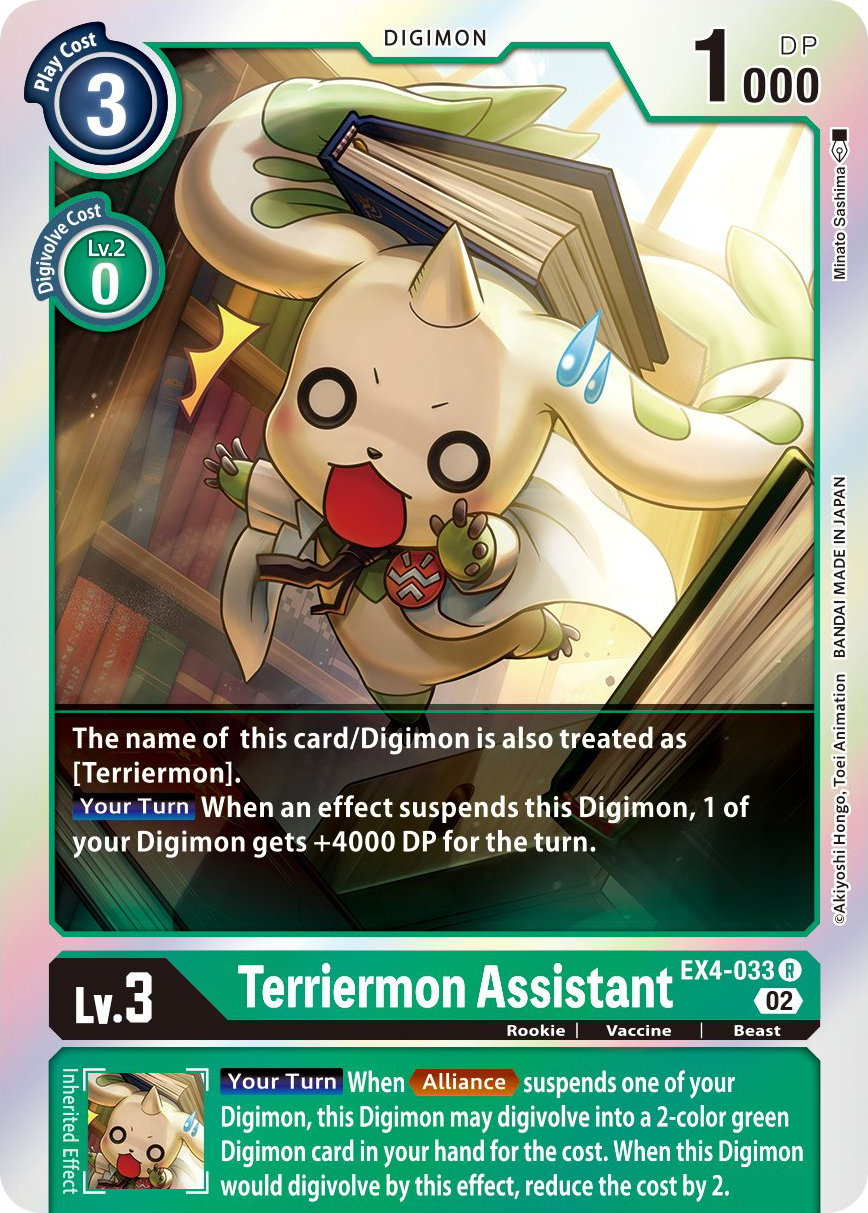 DIGIMON
Play Cost
3
DP
1000
Digivolve Cost
Lv.2
0
Minato Sashima
BANDAI MADE IN JAPAN
©Akiyoshi Hongo, Toei Animation
The name of this card/Digimon is also treated as
[Terriermon].
Your Turn When an effect suspends this Digimon, 1 of
your Digimon gets +4000 DP for the turn.
Lv.3
Terriermon Assistant
EX4-033 R
02
Rookie | Vaccine | Beast
Inherited Effect
Your Turn When Alliance suspends one of your
Digimon, this Digimon may digivolve into a 2-color green
Digimon card in your hand for the cost. When this Digimon
would digivolve by this effect, reduce the cost by 2.